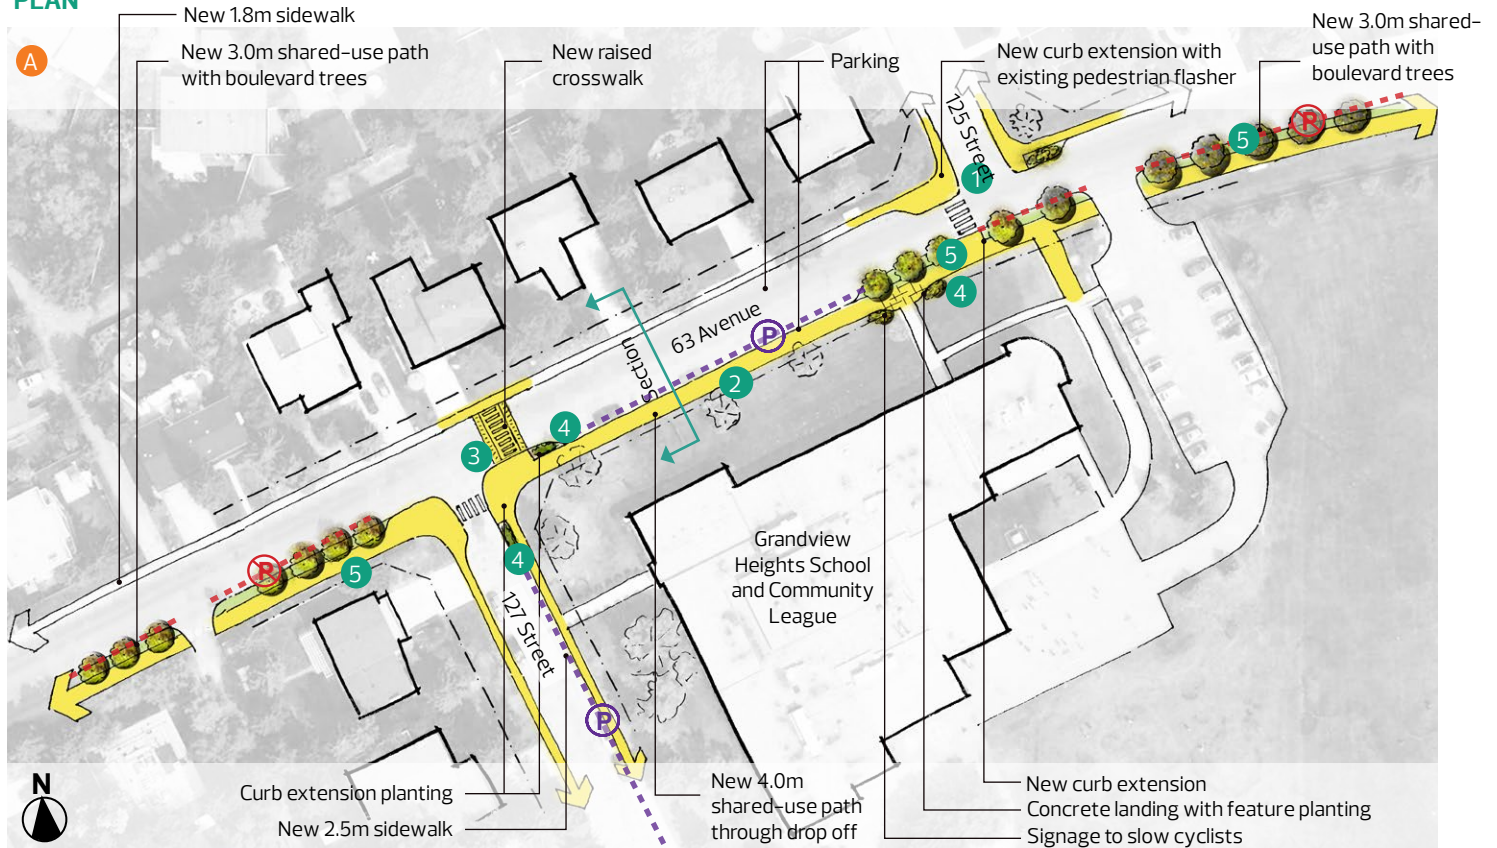 PLAN
New 1.8m sidewalk
A
New 3.0m shared-use path
with boulevard trees
New raised
crosswalk
Parking
New curb extension with
existing pedestrian flasher
New 3.0m shared-
use path with
boulevard trees
125 Street
P
5
1
5
4
63 Avenue
P
Section
2
4
3
P
5
4
127 Street
Grandview
Heights School
and Community
League
P
N
Curb extension planting
New 2.5m sidewalk
New 4.0m
shared-use path
through drop off
New curb extension
Concrete landing with feature planting
Signage to slow cyclists